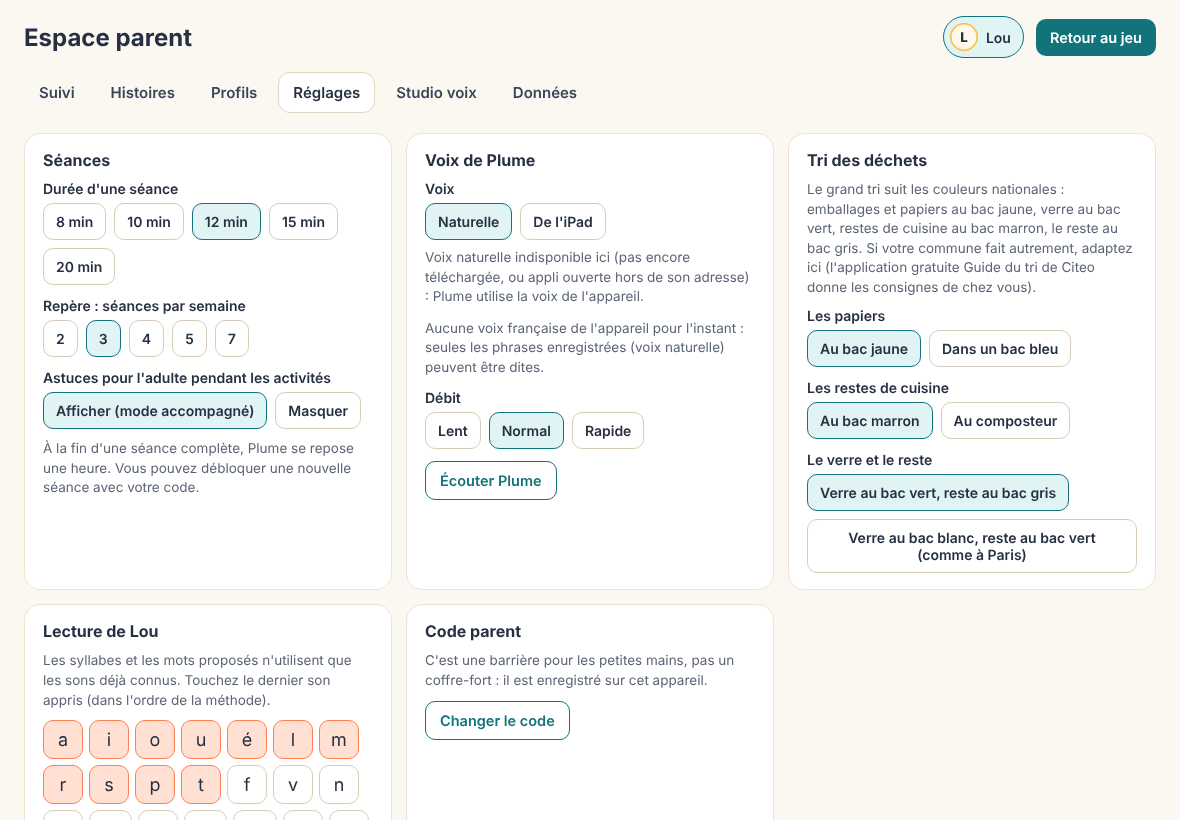 Espace parent
L Lou
Retour au jeu
Suivi Histoires Profils Réglages Studio voix Données
Séances
Durée d'une séance
8 min 10 min 12 min 15 min
20 min
Repère : séances par semaine
2 3 4 5 7
Astuces pour l'adulte pendant les activités
Afficher (mode accompagné) Masquer
À la fin d'une séance complète, Plume se repose
une heure. Vous pouvez débloquer une nouvelle
séance avec votre code.
Voix de Plume
Voix
Naturelle De l'iPad
Voix naturelle indisponible ici (pas encore
téléchargée, ou appli ouverte hors de son adresse)
: Plume utilise la voix de l'appareil.
Aucune voix française de l'appareil pour l'instant :
seules les phrases enregistrées (voix naturelle)
peuvent être dites.
Débit
Lent Normal Rapide
Écouter Plume
Tri des déchets
Le grand tri suit les couleurs nationales :
emballages et papiers au bac jaune, verre au bac
vert, restes de cuisine au bac marron, le reste au
bac gris. Si votre commune fait autrement, adaptez
ici (l'application gratuite Guide du tri de Citeo
donne les consignes de chez vous).
Les papiers
Au bac jaune Dans un bac bleu
Les restes de cuisine
Au bac marron Au composteur
Le verre et le reste
Verre au bac vert, reste au bac gris
Verre au bac blanc, reste au bac vert
(comme à Paris)
Lecture de Lou
Les syllabes et les mots proposés n'utilisent que
les sons déjà connus. Touchez le dernier son
appris (dans l'ordre de la méthode).
a i o u é l m
r s p t f v n
Code parent
C'est une barrière pour les petites mains, pas un
coffre-fort : il est enregistré sur cet appareil.
Changer le code